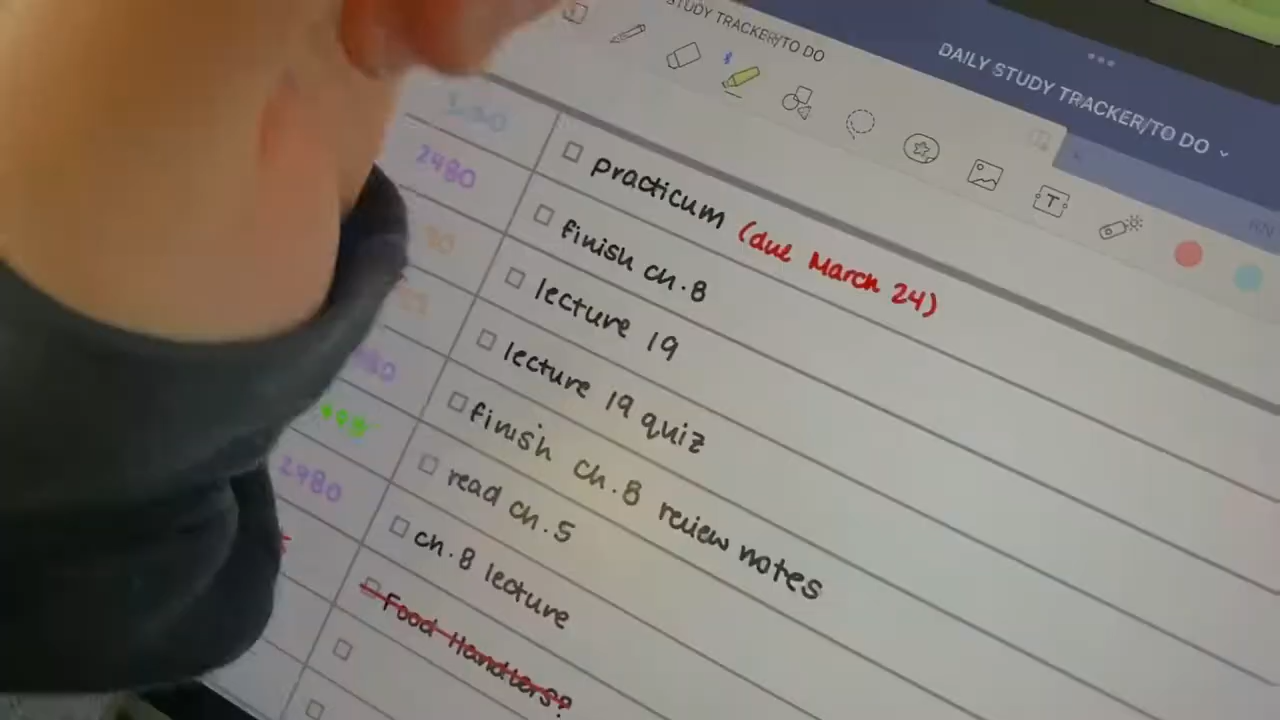 STUDY TRACKER/TO DO
DAILY STUDY TRACKER/TO DO
T
practicum (due March 24)
2480 finish ch.8
lecture 19
lecture 19 quiz
finish ch.8 review notes
read ch.5
2480 ch.8 lecture
Food Handlers?